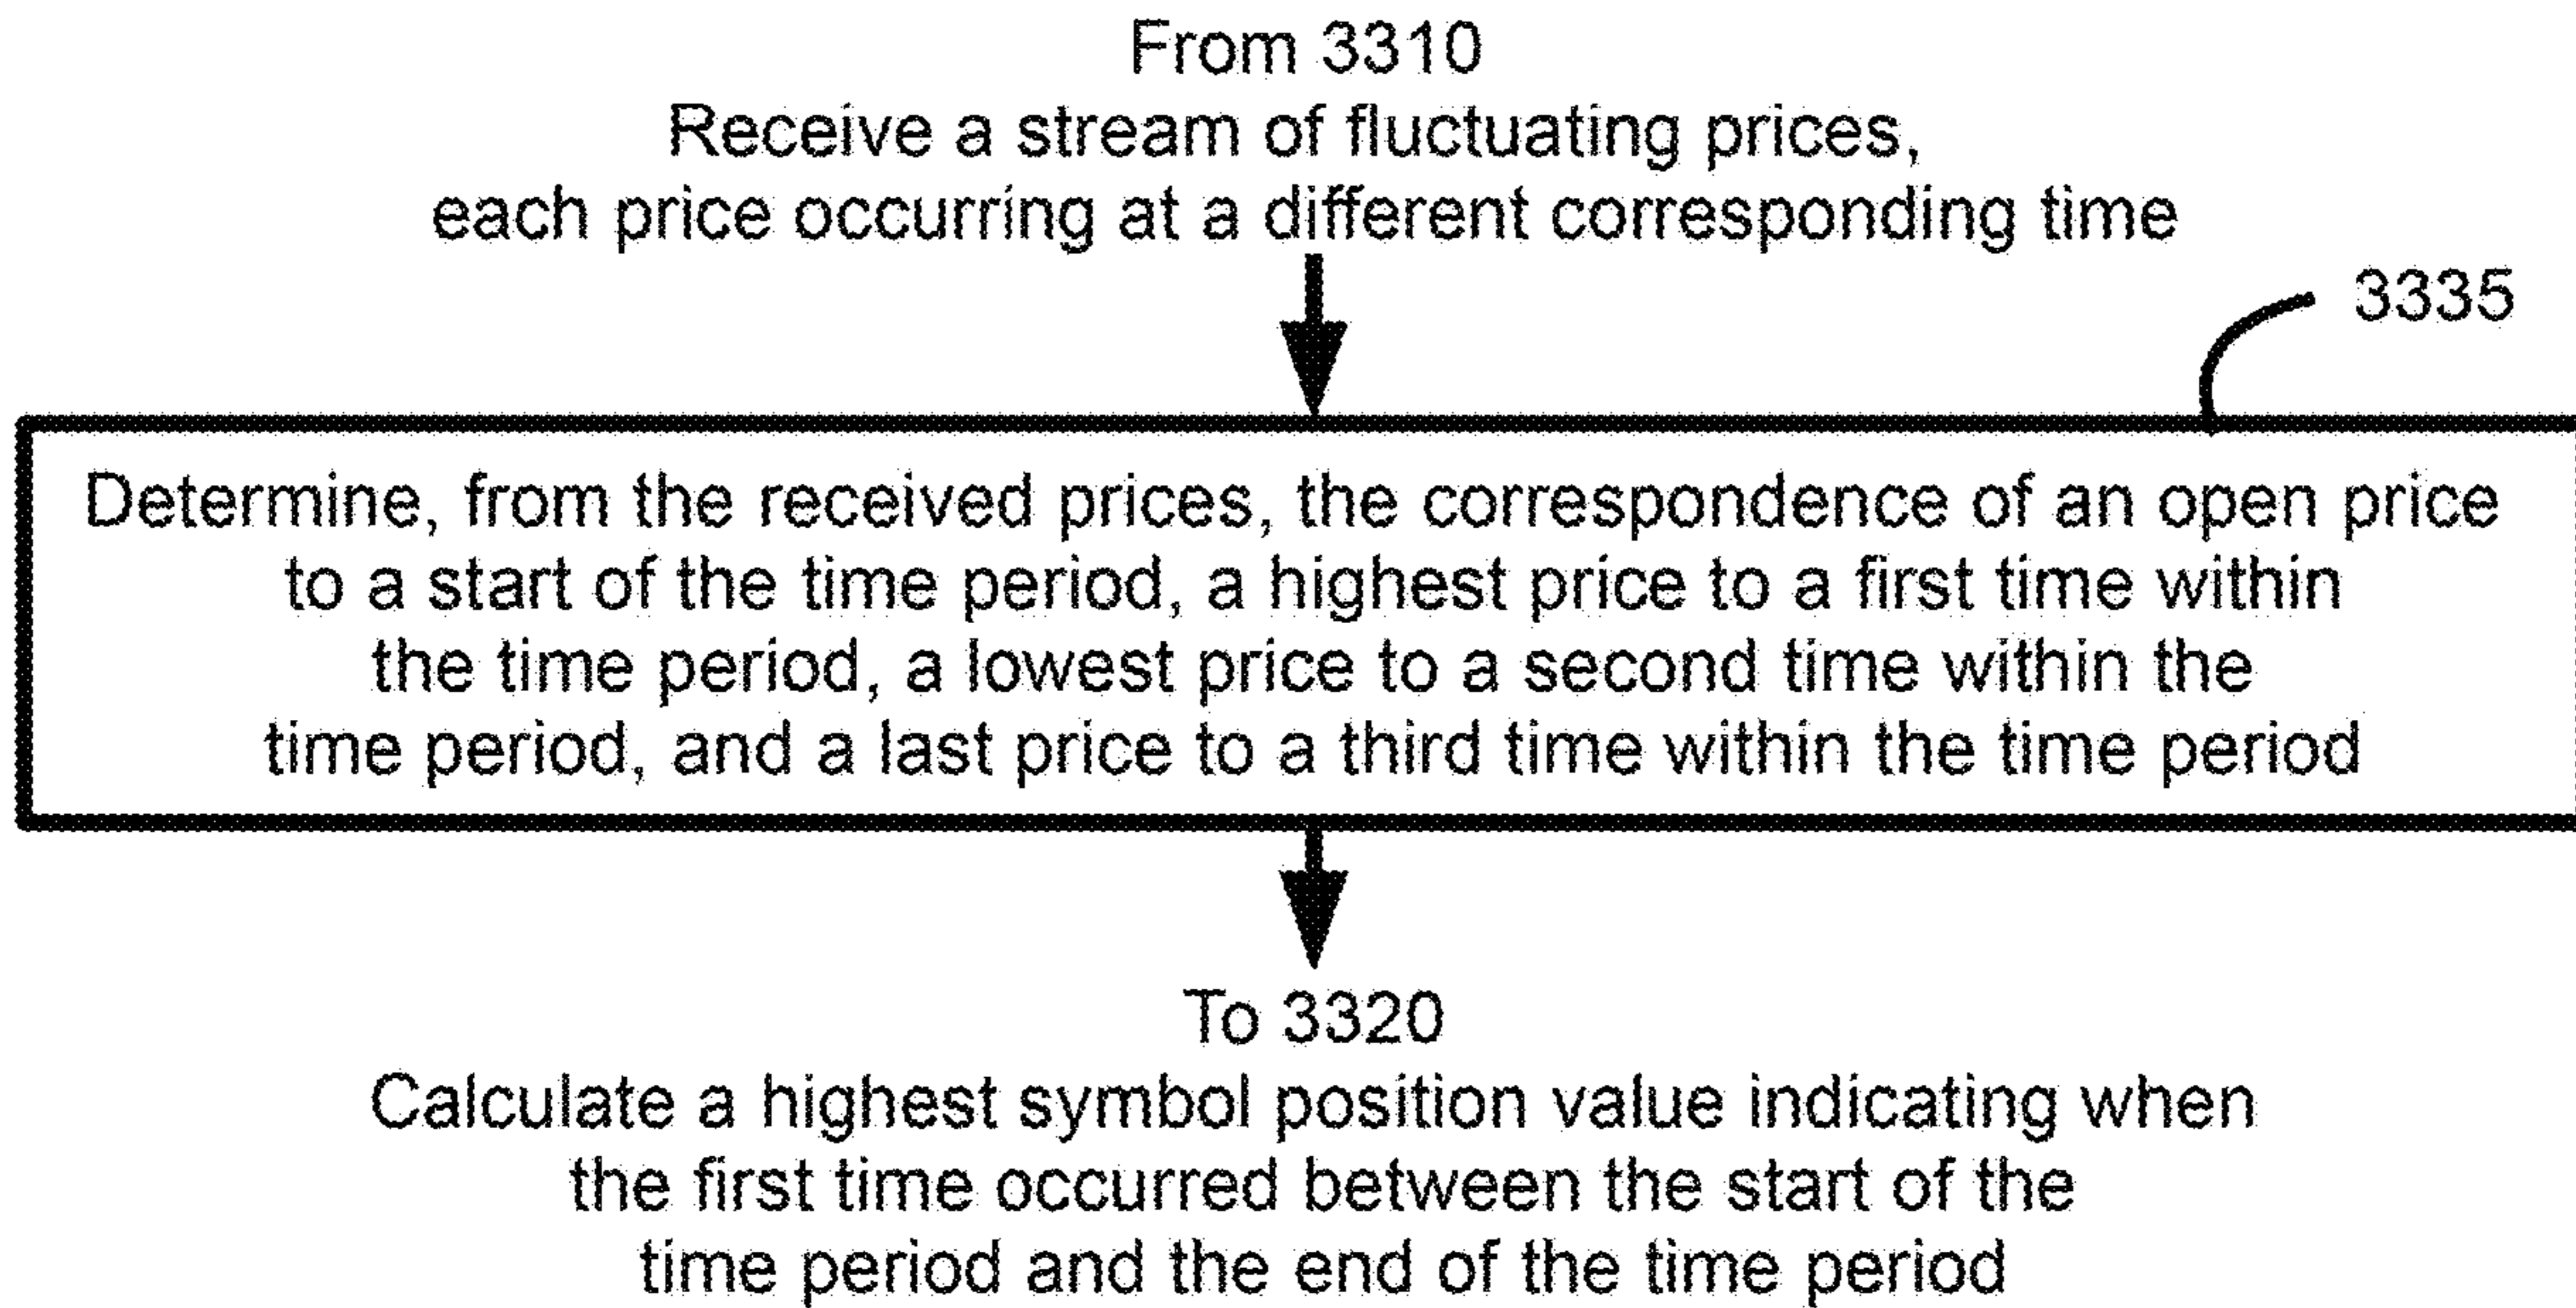 From 3310
Receive a stream of fluctuating prices,
each price occurring at a different corresponding time
3335
Determine, from the received prices, the correspondence of an open price
to a start of the time period, a highest price to a first time within
the time period, a lowest price to a second time within the
time period, and a last price to a third time within the time period
To 3320
Calculate a highest symbol position value indicating when
the first time occurred between the start of the
time period and the end of the time period